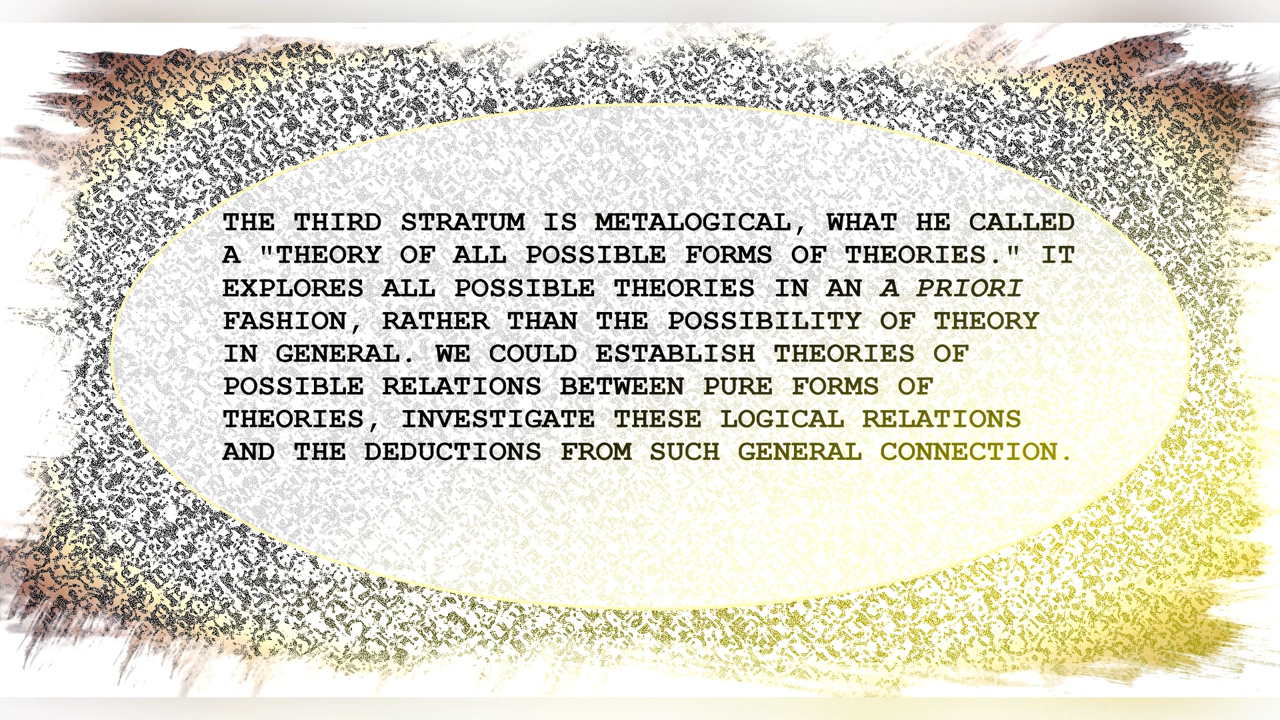 THE THIRD STRATUM IS METALOGICAL, WHAT HE CALLED
A "THEORY OF ALL POSSIBLE FORMS OF THEORIES." IT
EXPLORES ALL POSSIBLE THEORIES IN AN A PRIORI
FASHION, RATHER THAN THE POSSIBILITY OF THEORY
IN GENERAL. WE COULD ESTABLISH THEORIES OF
POSSIBLE RELATIONS BETWEEN PURE FORMS OF
THEORIES, INVESTIGATE THESE LOGICAL RELATIONS
AND THE DEDUCTIONS FROM SUCH GENERAL CONNECTION.